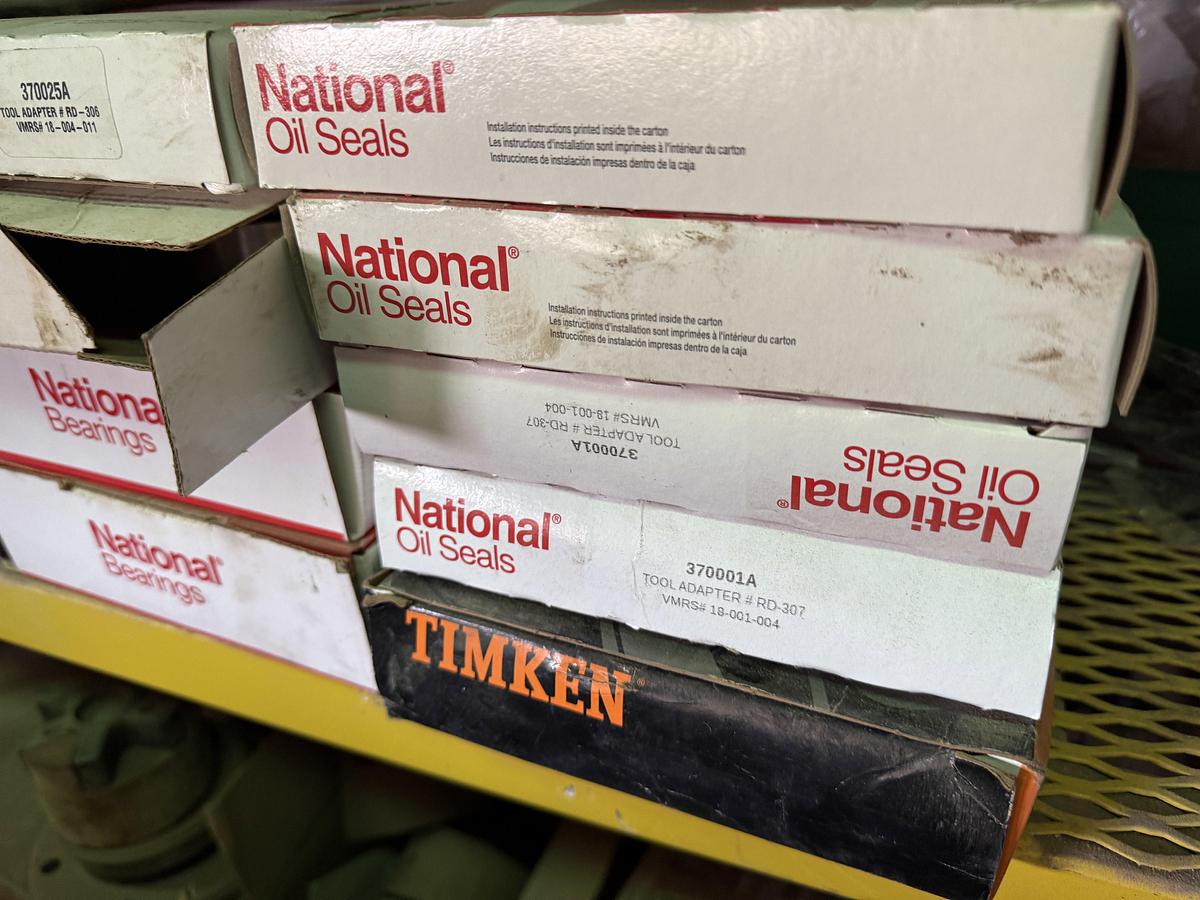 370025A
TOOL ADAPTER # RD-306
VMRS# 18-004-011
National®
Oil Seals
Installation instructions printed inside the carton
Les instructions d'installation sont imprimées à l'intérieur du carton
Instrucciones de instalación impresas dentro de la caja
National®
Oil Seals
Installation instructions printed inside the carton
Les instructions d'installation sont imprimées à l'intérieur du carton
Instrucciones de instalación impresas dentro de la caja
Nationa
Bearings
National®
Oil Seals
370001A
TOOL ADAPTER # RD-307
VMRS# 18-001-004
National®
Oil Seals
370001A
TOOL ADAPTER # RD-307
VMRS# 18-001-004
National®
Bearings
TIMKEN®